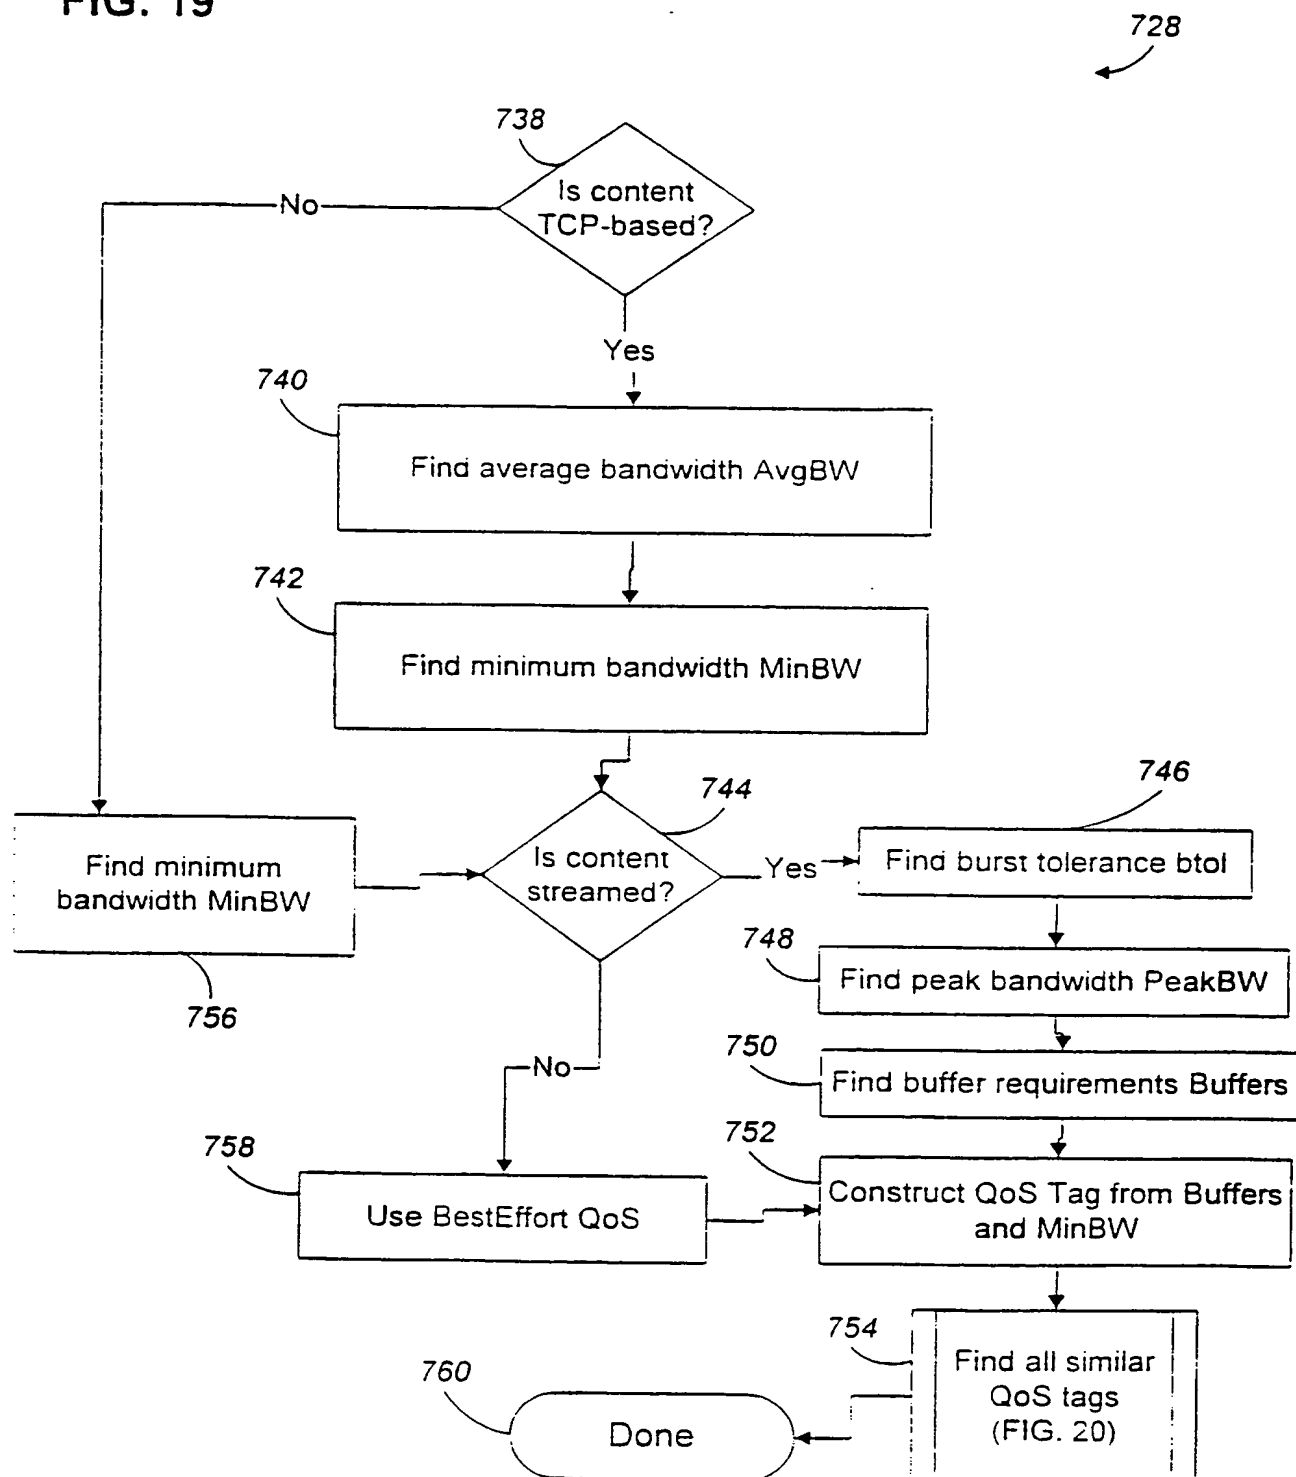 FIG. 19
728
738
Is content
TCP-based?
No
Yes
740
Find average bandwidth AvgBW
742
Find minimum bandwidth MinBW
744
746
Find minimum
bandwidth MinBW
Is content
streamed?
Yes
Find burst tolerance btol
748
Find peak bandwidth PeakBW
756
750
No
Find buffer requirements Buffers
758
752
Use BestEffort QoS
Construct QoS Tag from Buffers
and MinBW
754
760
Find all similar
QoS tags
(FIG. 20)
Done